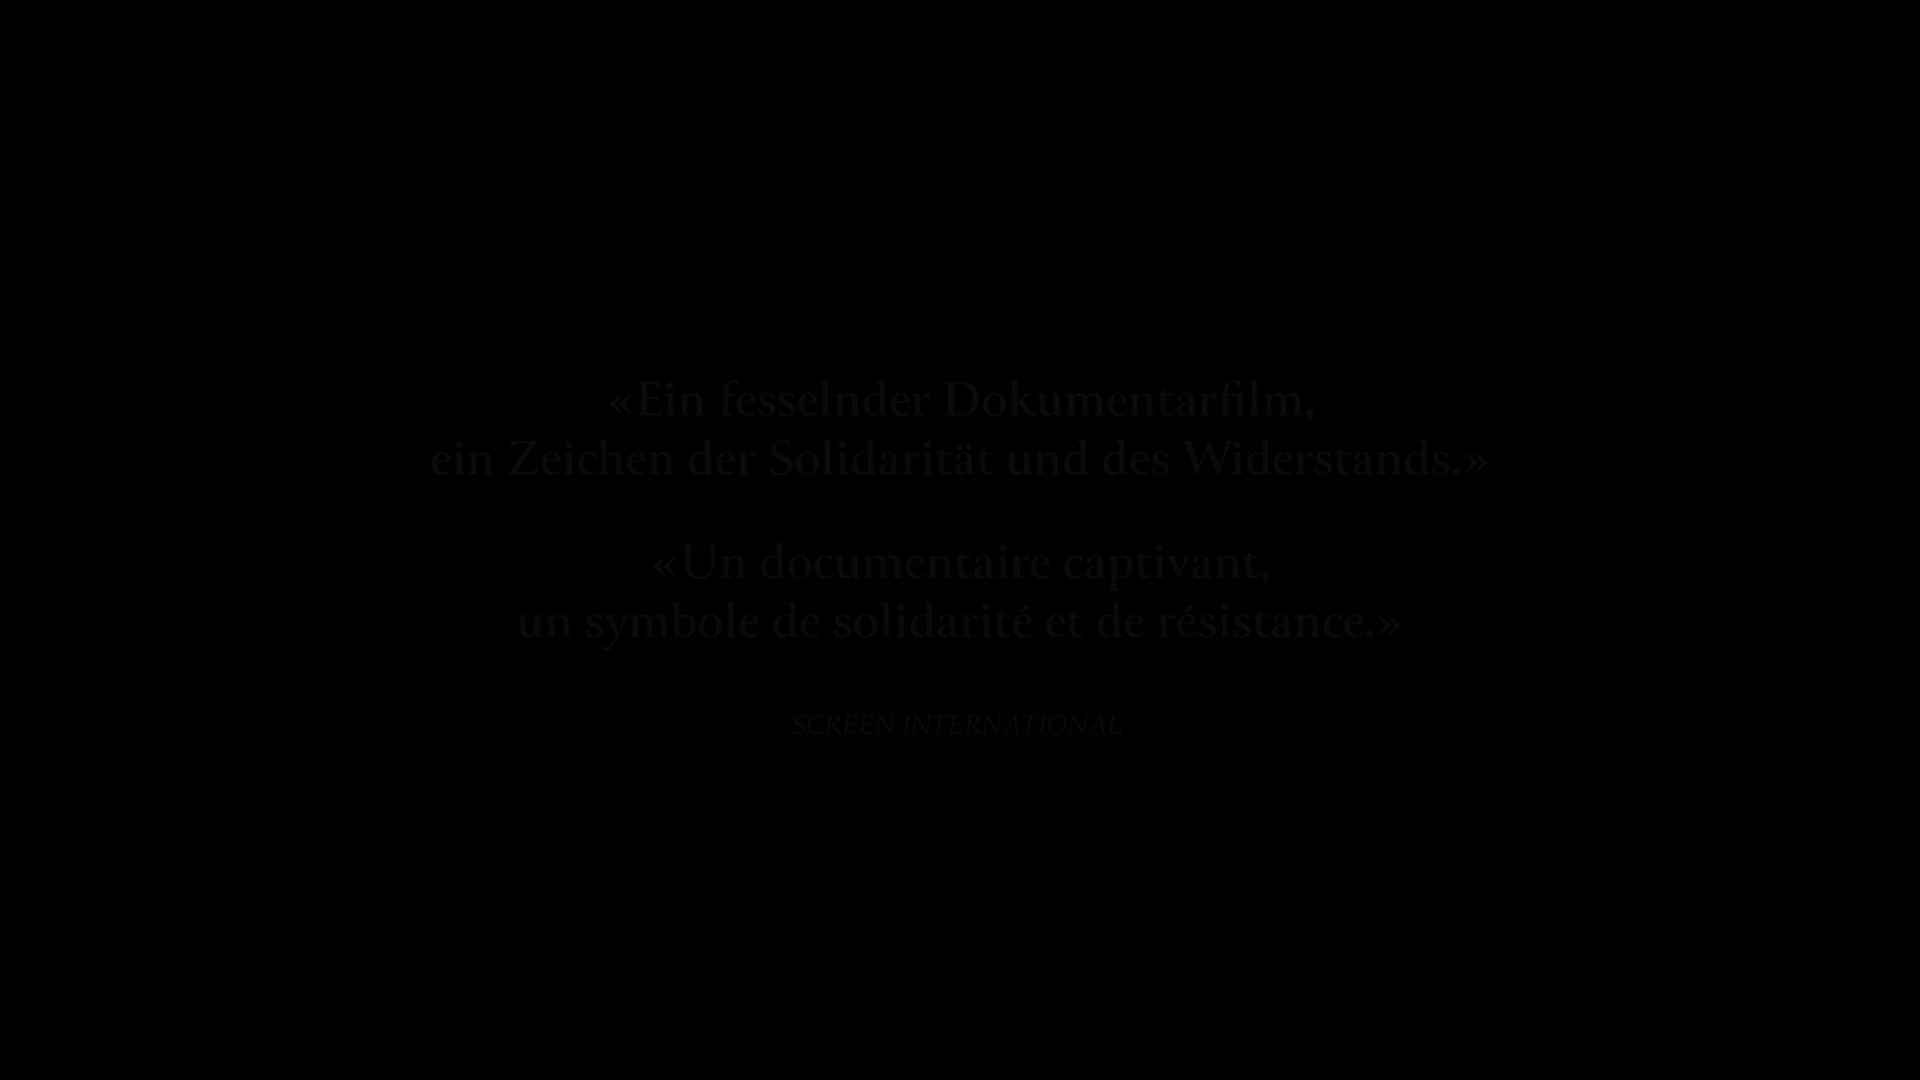 «Ein fesselnder Dokumentarfilm,
ein Zeichen der Solidarität und des Widerstands.»
«Un documentaire captivant,
un symbole de solidarité et de résistance.»
SCREEN INTERNATIONAL